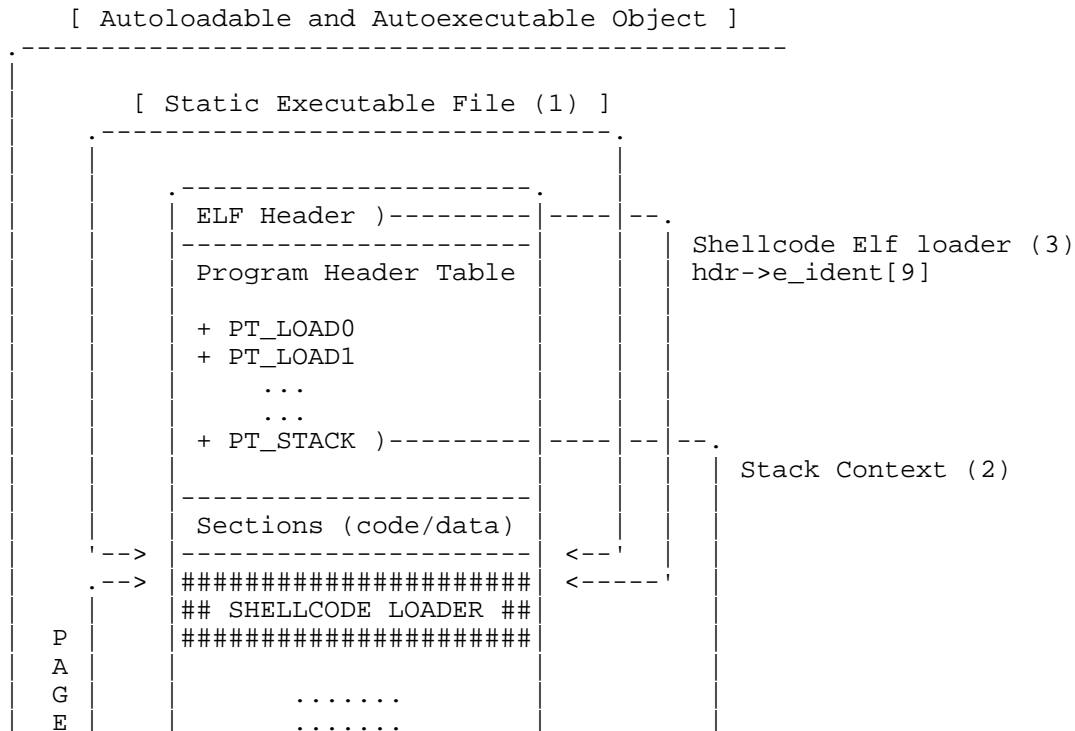 [ Autoloadable and Autoexecutable Object ]
[ Static Executable File (1) ]
ELF Header )
Shellcode Elf loader (3)
Program Header Table
hdr->e_ident[9]
+ PT_LOAD0
+ PT_LOAD1
...
...
+ PT_STACK )
Stack Context (2)
Sections (code/data)
######################
## SHELLCODE LOADER ##
P ######################
A
G .......
E .......